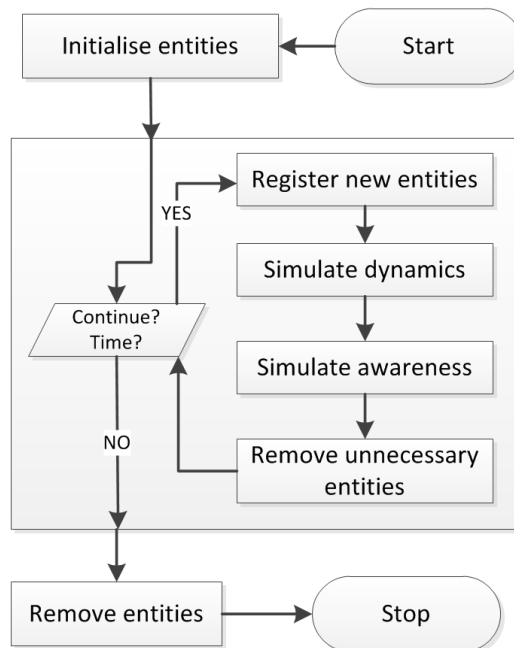 Initialise entities
Start
Register new entities
YES
Simulate dynamics
Continue?
Time?
Simulate awareness
NO
Remove unnecessary
entities
Remove entities
Stop